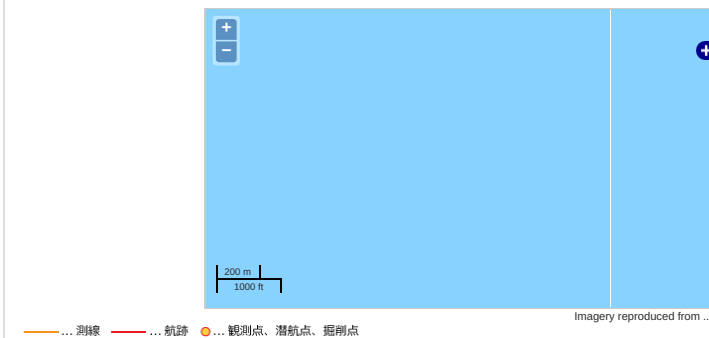 +
−
200 m
1000 ft
Imagery reproduced from ..
... 測線 ... 航跡 ... 観測点、潜航点、掘削点